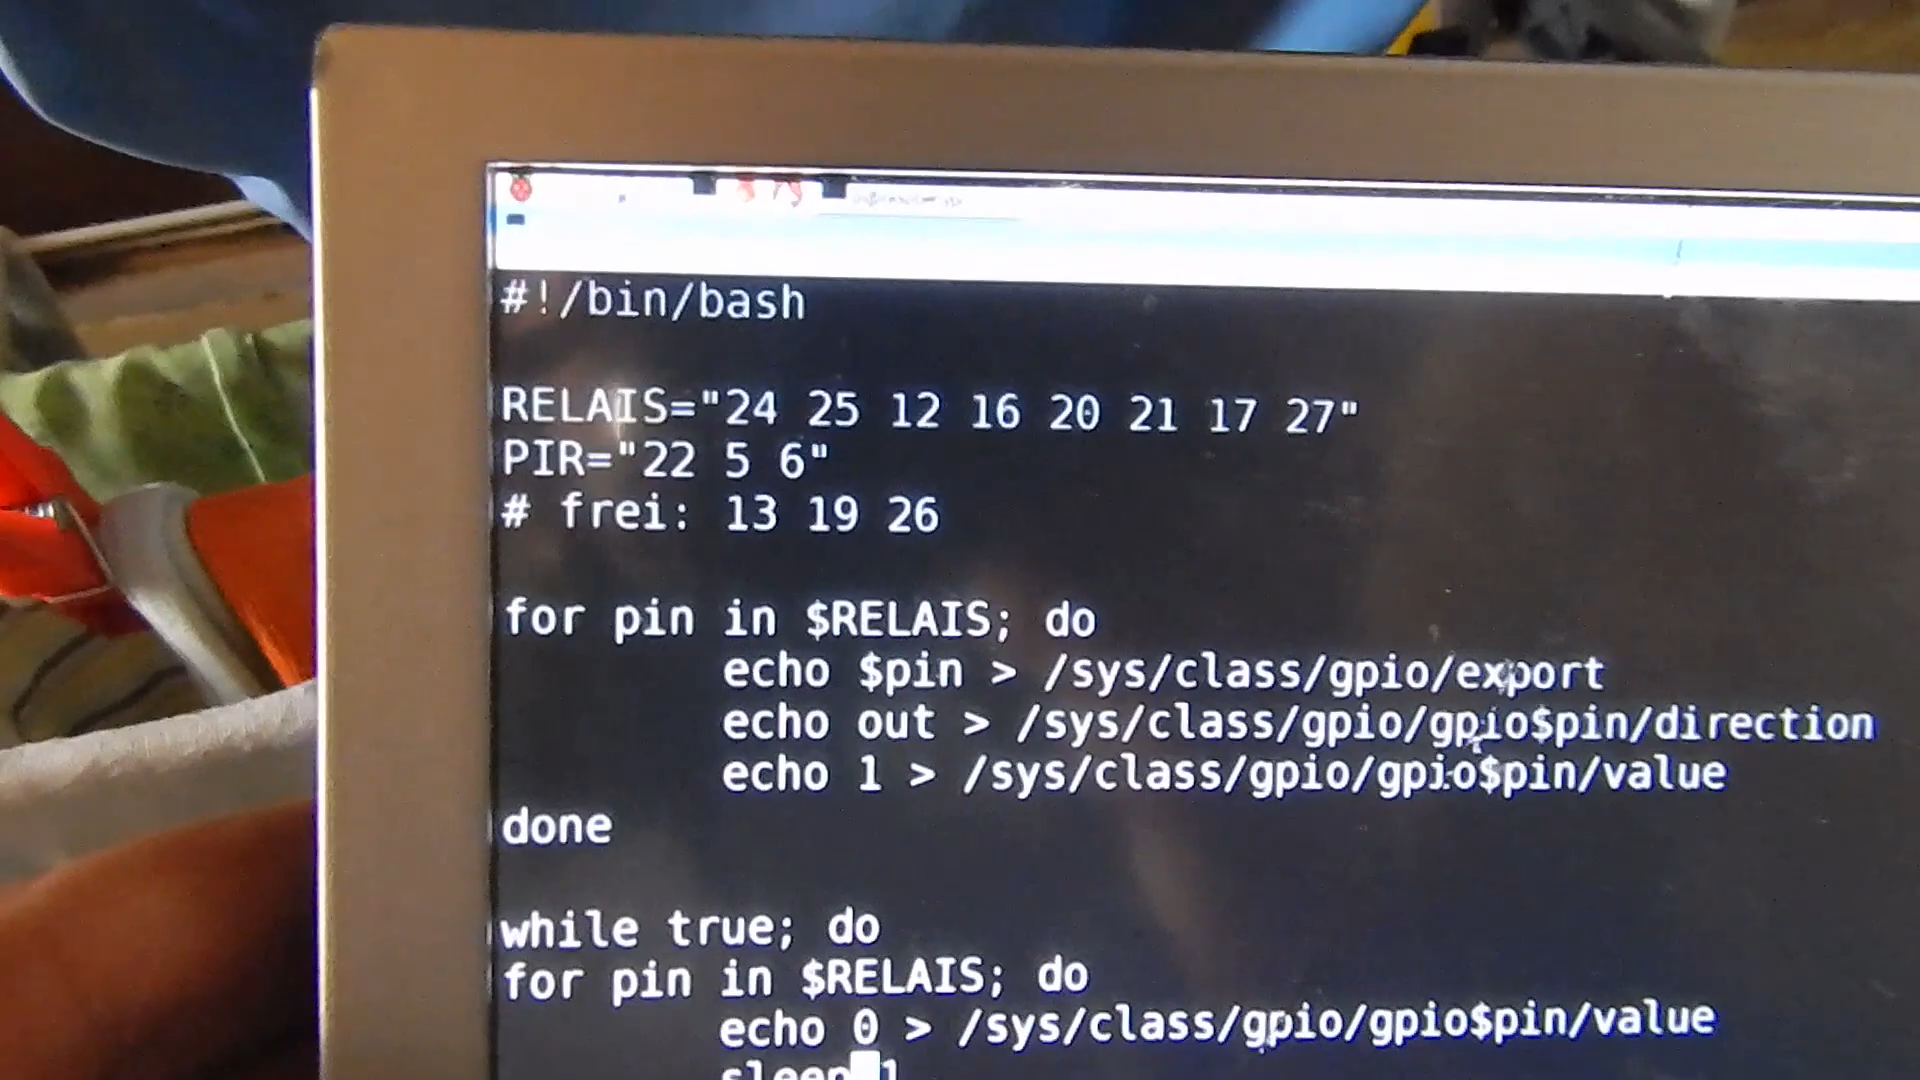 #!/bin/bash
RELAIS="24 25 12 16 20 21 17 27"
PIR="22 5 6"
# frei: 13 19 26
for pin in $RELAIS; do
echo $pin > /sys/class/gpio/export
echo out > /sys/class/gpio/gpio$pin/direction
echo 1 > /sys/class/gpio/gpio$pin/value
done
while true; do
for pin in $RELAIS; do
echo 0 > /sys/class/gpio/gpio$pin/value
sleep 1